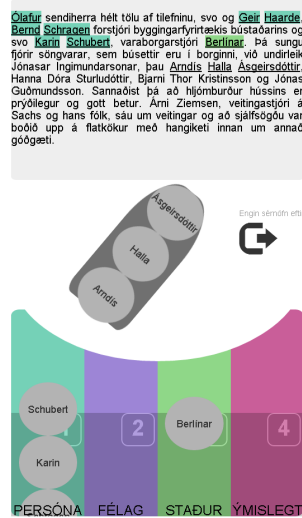 Ólafur sendiherra hélt tölu af tilefninu, svo og Geir Haarde,
Bernd Schragen forstjóri byggingarfyrirtækis bústaðarins og
svo Karin Schubert, varaborgarstjóri Berlínar. Þá sungu
fjórir söngvarar, sem búsettir eru í borginni, við undirleik
Jónasar Ingimundarsonar, þau Arndís Halla Ásgeirsdóttir,
Hanna Dóra Sturludóttir, Bjarni Thor Kristinsson og Jónas
Guðmundsson. Sannaðist þá að hljómburður hússins er
prýðilegur og gott betur. Árni Ziemsen, veitingastjóri á
Sachs og hans fólk, sáu um veitingar og að sjálfsögðu var
boðið upp á flatkökur með hangiketi innan um annað
góðgæti.
Ásgeirsdóttir
Halla
Arndís
Engin sérnöfn eftir
Schubert
Karin
Berlínar
2
4
PERSÓNA FÉLAG STAÐUR ÝMISLEGT